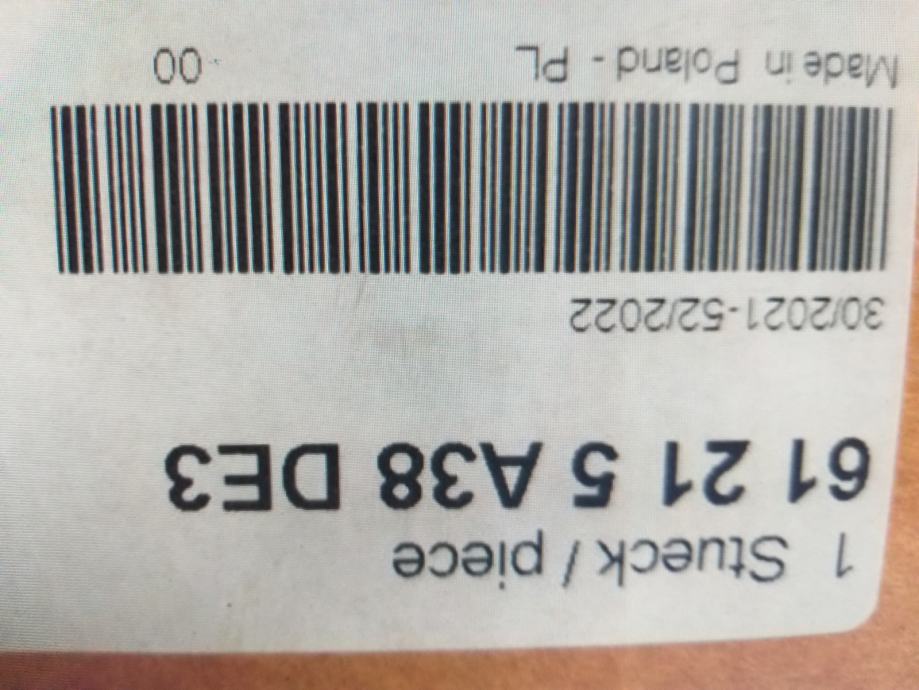 1 Stueck / piece
61 21 5 A38 DE3
30/2021-52/2022
Made in Poland - PL 00